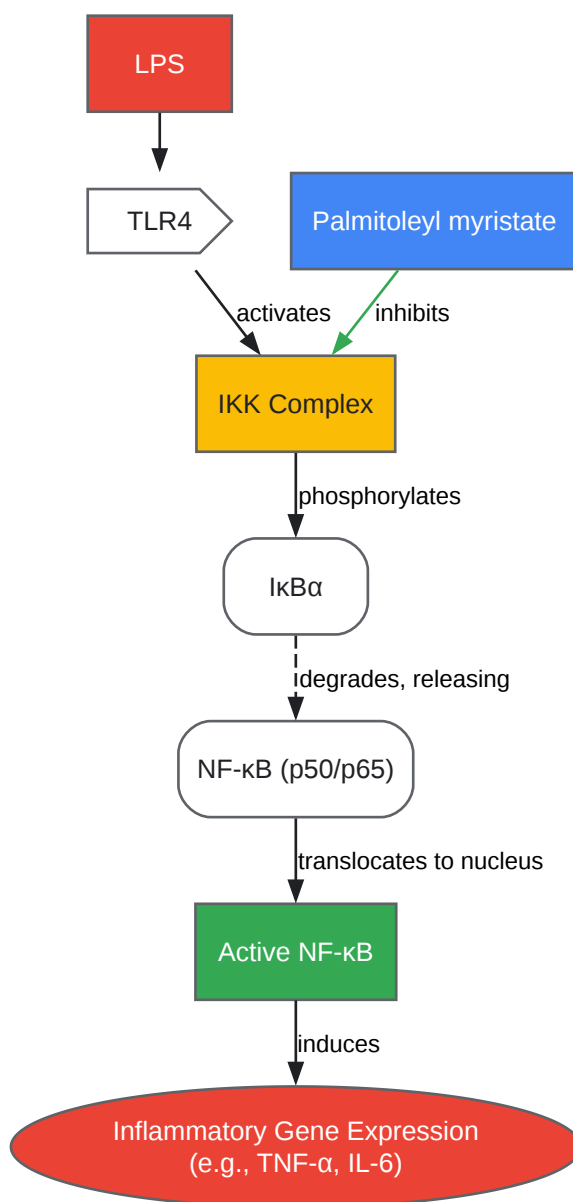 LPS
TLR4
Palmitoleyl myristate
activates
inhibits
IKK Complex
phosphorylates
IκBα
degrades, releasing
NF-κB (p50/p65)
translocates to nucleus
Active NF-κB
induces
Inflammatory Gene Expression
(e.g., TNF-α, IL-6)